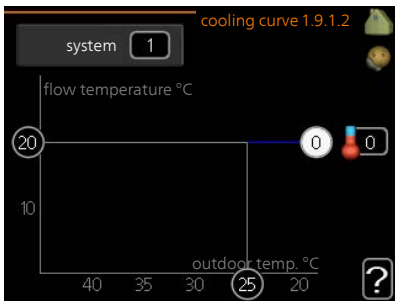 cooling curve 1.9.1.2
system 1
flow temperature °C
20 0 0
10
outdoor temp. °C
40 35 30 25 20
?